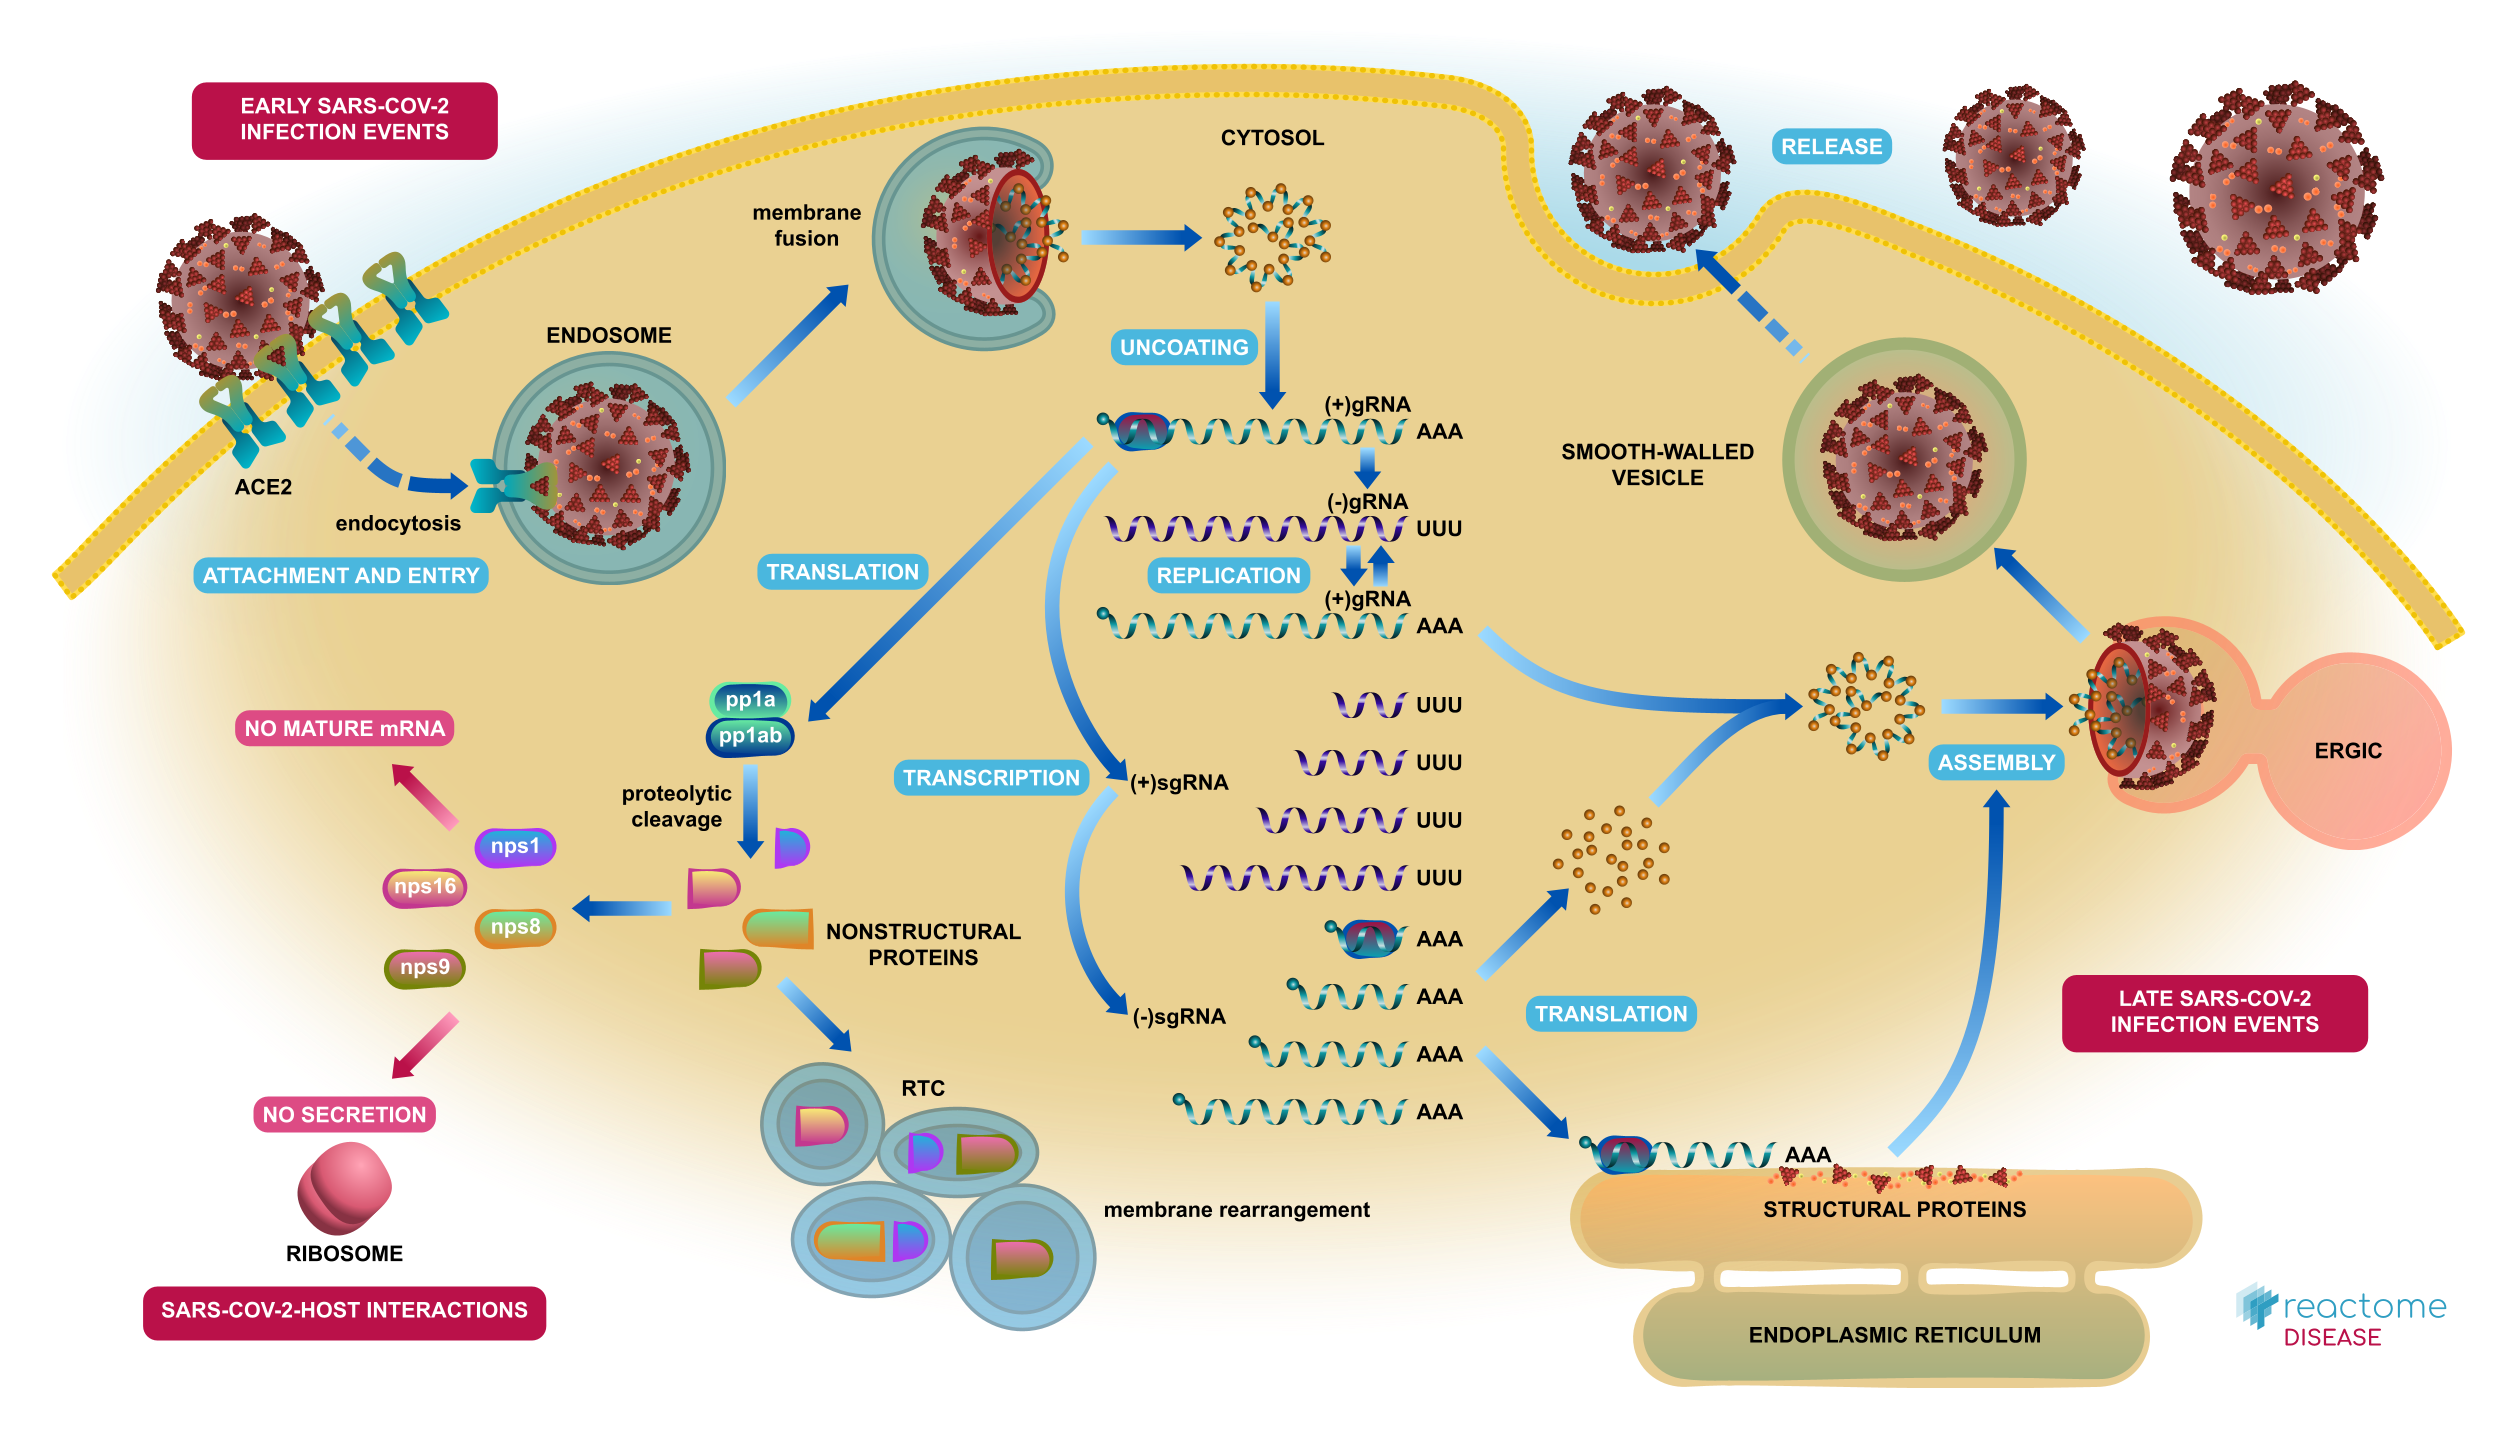 EARLY SARS-COV-2
INFECTION EVENTS
ACE2
endocytosis
ATTACHMENT AND ENTRY
ENDOSOME
membrane
fusion
CYTOSOL
UNCOATING
(+)gRNA
AAA
(-)gRNA
UUU
REPLICATION
(+)gRNA
AAA
TRANSLATION
pp1a
pp1ab
proteolytic
cleavage
NONSTRUCTURAL
PROTEINS
NO MATURE mRNA
nps1
nps16
nps8
nps9
NO SECRETION
RIBOSOME
SARS-COV-2-HOST INTERACTIONS
RTC
membrane rearrangement
TRANSCRIPTION
(+)sgRNA
UUU
UUU
UUU
UUU
(-)sgRNA
AAA
AAA
AAA
AAA
TRANSLATION
AAA
STRUCTURAL PROTEINS
ENDOPLASMIC RETICULUM
ASSEMBLY
ERGIC
SMOOTH-WALLED
VESICLE
RELEASE
LATE SARS-COV-2
INFECTION EVENTS
reactome
DISEASE